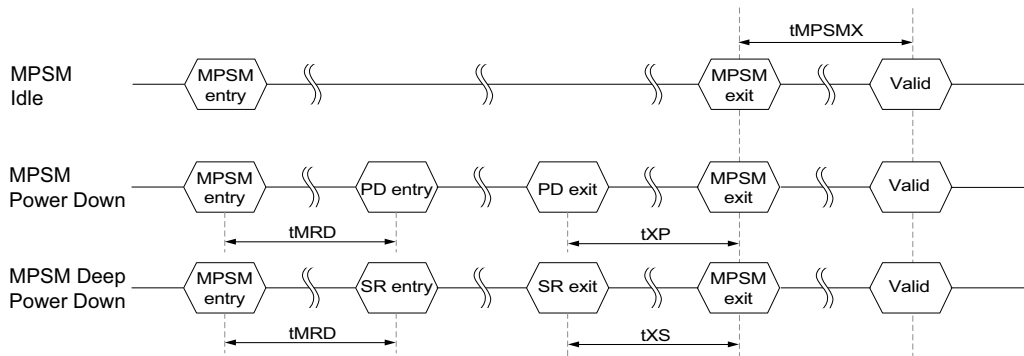 tMPSMX
MPSM
Idle
MPSM
entry
MPSM
exit
Valid
MPSM
Power Down
MPSM
entry
PD entry
PD exit
MPSM
exit
Valid
tMRD
tXP
MPSM Deep
Power Down
MPSM
entry
SR entry
SR exit
MPSM
exit
Valid
tMRD
tXS